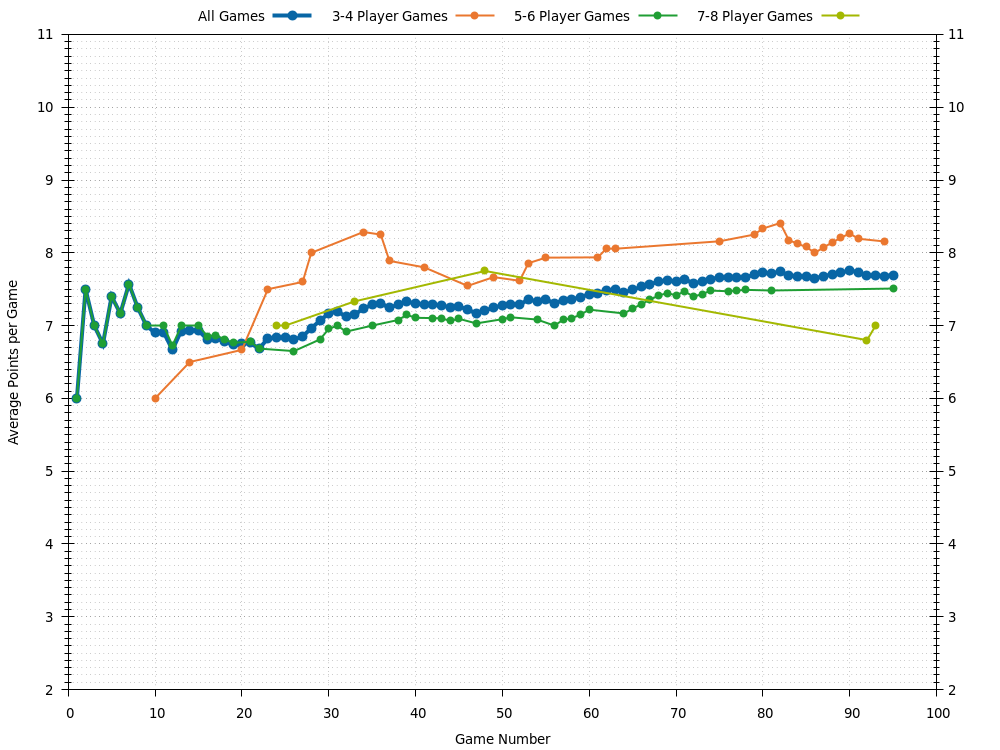 All Games 3-4 Player Games 5-6 Player Games 7-8 Player Games
11 11
10 10
9 9
8 8
7 7
6 6
5 5
4 4
3 3
2 2
Average Points per Game
0 10 20 30 40 50 60 70 80 90 100
Game Number